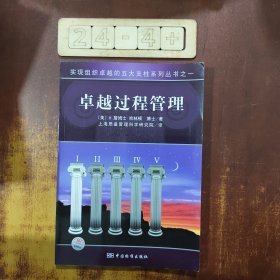 24-4+
实现组织卓越的五大支柱系列丛书之一
卓越过程管理
[美] H.詹姆士 哈林顿 博士/著
上海质量管理科学研究院/译
I II III IV V
中国标准出版社